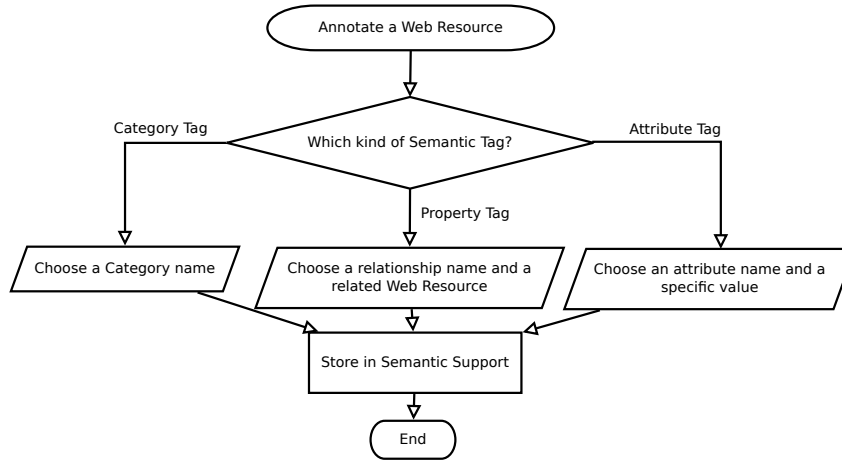 Annotate a Web Resource
Category Tag
Which kind of Semantic Tag?
Attribute Tag
Property Tag
Choose a Category name
Choose a relationship name and a
related Web Resource
Choose an attribute name and a
specific value
Store in Semantic Support
End